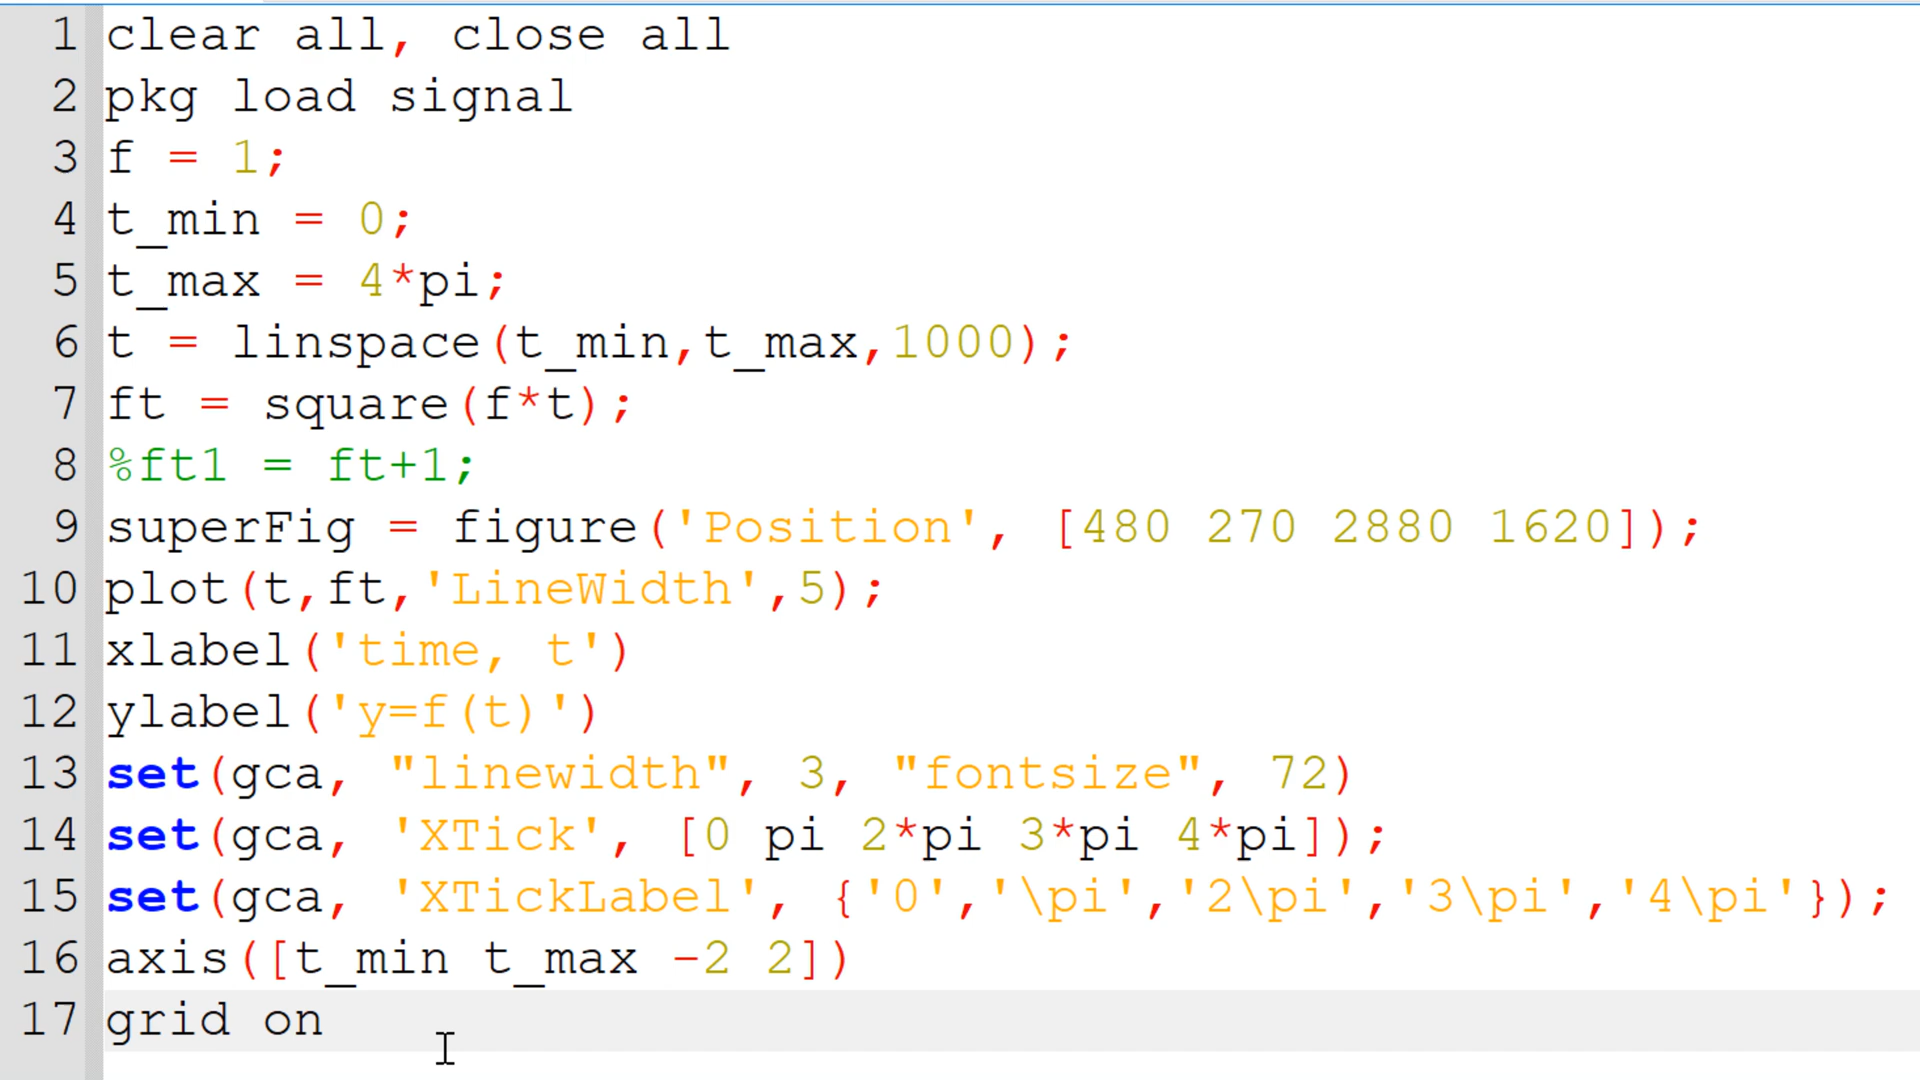 1 clear all, close all
2 pkg load signal
3 f = 1;
4 t_min = 0;
5 t_max = 4*pi;
6 t = linspace(t_min,t_max,1000);
7 ft = square(f*t);
8 %ft1 = ft+1;
9 superFig = figure('Position', [480 270 2880 1620]);
10 plot(t,ft,'LineWidth',5);
11 xlabel('time, t')
12 ylabel('y=f(t)')
13 set(gca, "linewidth", 3, "fontsize", 72)
14 set(gca, 'XTick', [0 pi 2*pi 3*pi 4*pi]);
15 set(gca, 'XTickLabel', {'0','\pi','2\pi','3\pi','4\pi'});
16 axis([t_min t_max -2 2])
17 grid on